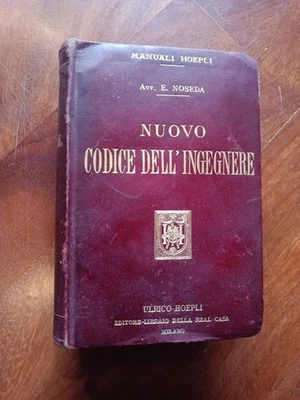 MANUALI HOEPLI
AVV. E. NOSEDA
NUOVO
CODICE DELL'INGEGNERE
ULRICO HOEPLI
EDITORE-LIBRAIO DELLA REAL CASA
MILANO